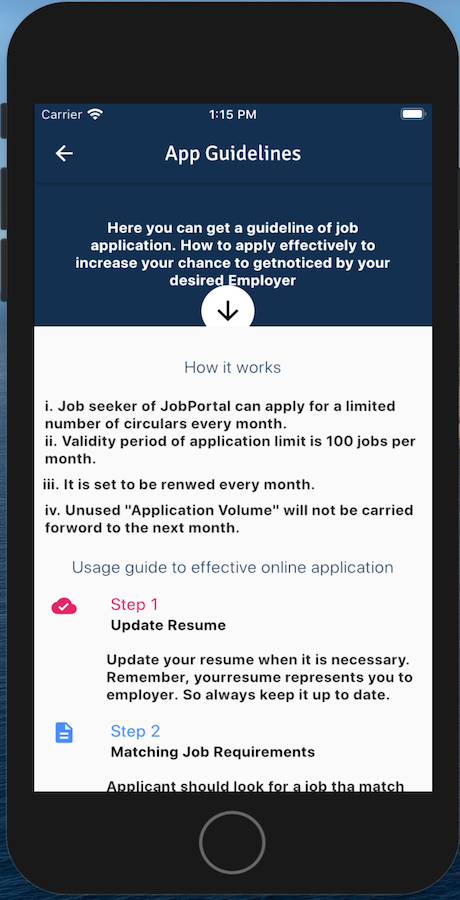 Carrier
1:15 PM
App Guidelines
Here you can get a guideline of job
application. How to apply effectively to
increase your chance to getnoticed by your
desired Employer
How it works
i. Job seeker of JobPortal can apply for a limited
number of circulars every month.
ii. Validity period of application limit is 100 jobs per
month.
iii. It is set to be renwed every month.
iv. Unused "Application Volume" will not be carried
forword to the next month.
Usage guide to effective online application
Step 1
Update Resume
Update your resume when it is necessary.
Remember, yourresume represents you to
employer. So always keep it up to date.
Step 2
Matching Job Requirements
Applicant should look for a job tha match